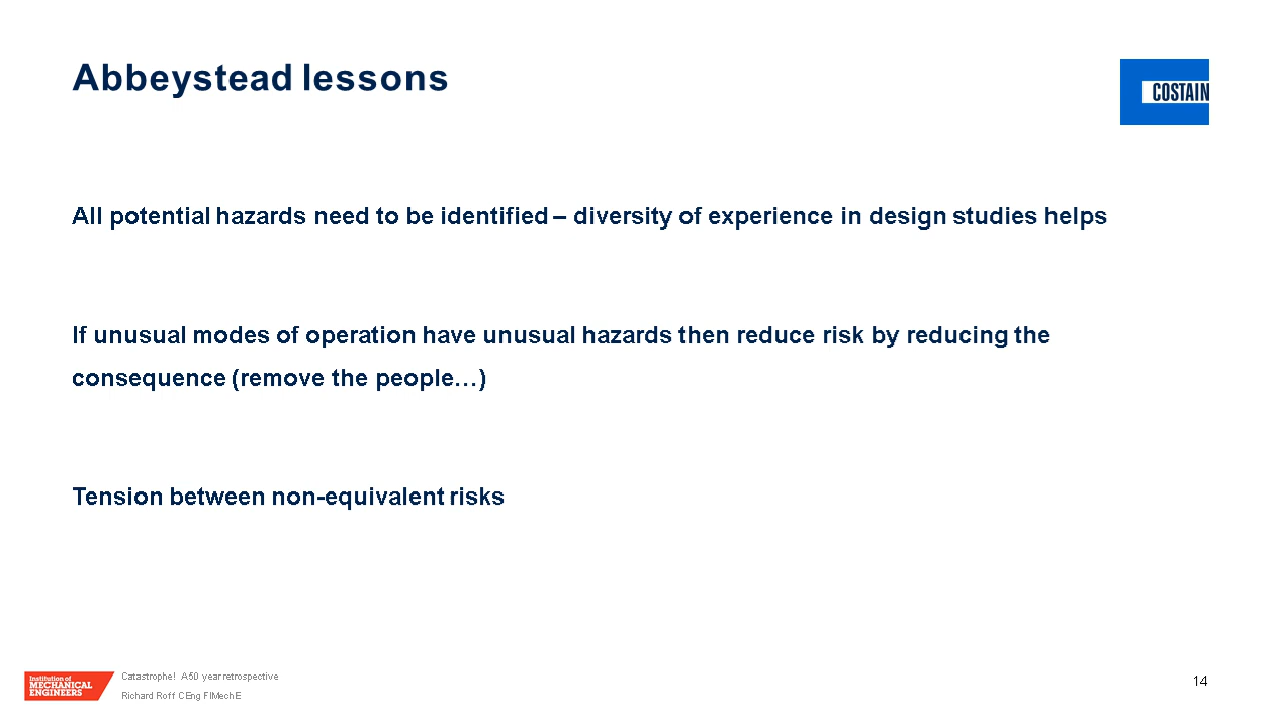 Abbeystead lessons
COSTAIN
All potential hazards need to be identified – diversity of experience in design studies helps
If unusual modes of operation have unusual hazards then reduce risk by reducing the
consequence (remove the people…)
Tension between non-equivalent risks
Institution of
MECHANICAL
ENGINEERS
Catastrophe! A 50 year retrospective
Richard Roff CEng FIMechE
14